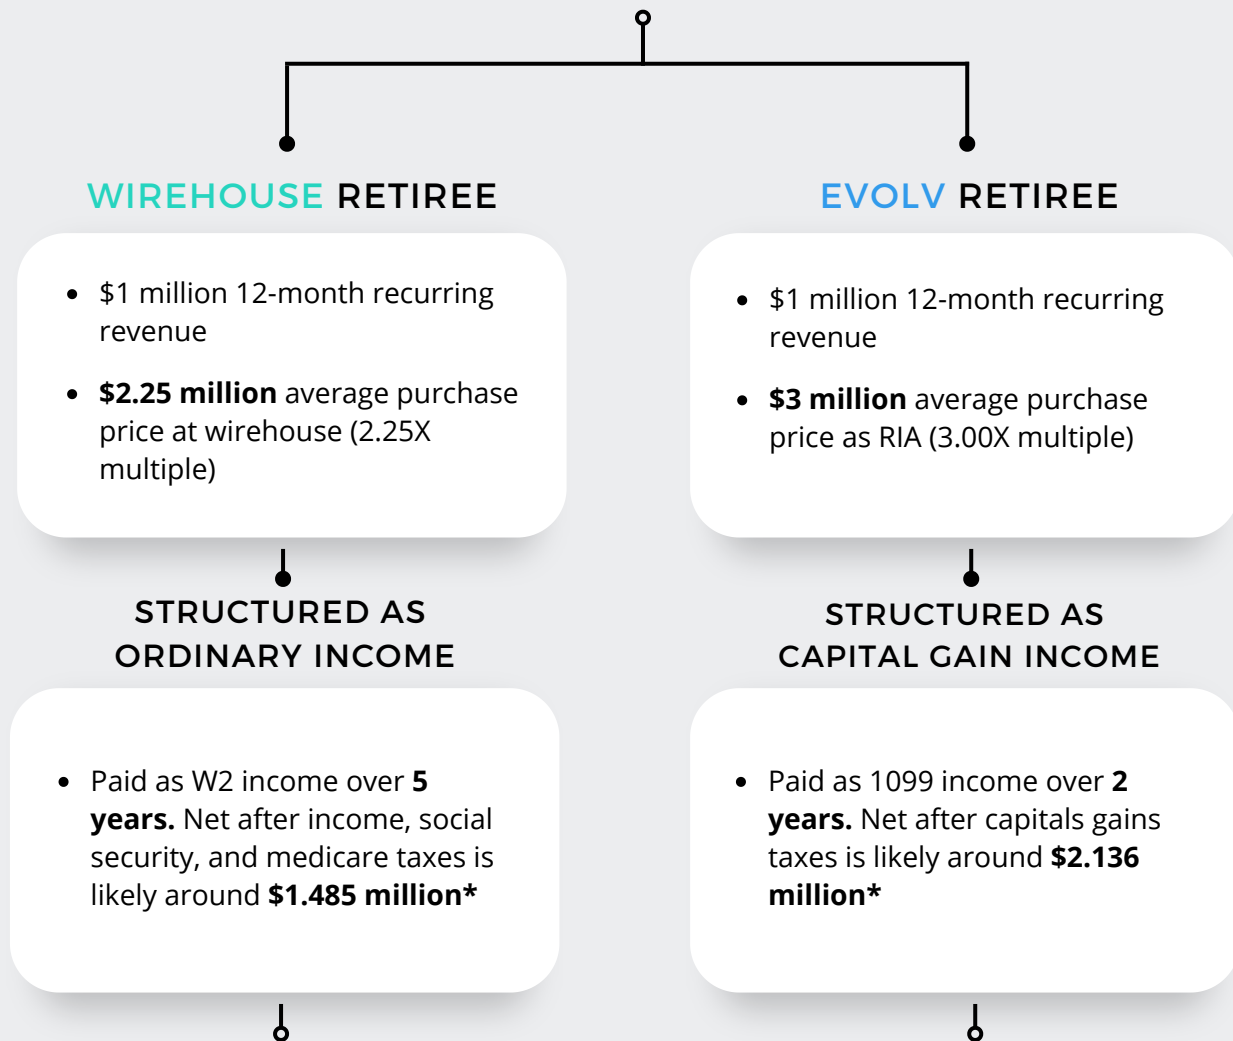 WIREHOUSE RETIREE
• $1 million 12-month recurring
revenue
• $2.25 million average purchase
price at wirehouse (2.25X
multiple)
STRUCTURED AS
ORDINARY INCOME
• Paid as W2 income over 5
years. Net after income, social
security, and medicare taxes is
likely around $1.485 million*
EVOLV RETIREE
• $1 million 12-month recurring
revenue
• $3 million average purchase
price as RIA (3.00X multiple)
STRUCTURED AS
CAPITAL GAIN INCOME
• Paid as 1099 income over 2
years. Net after capitals gains
taxes is likely around $2.136
million*